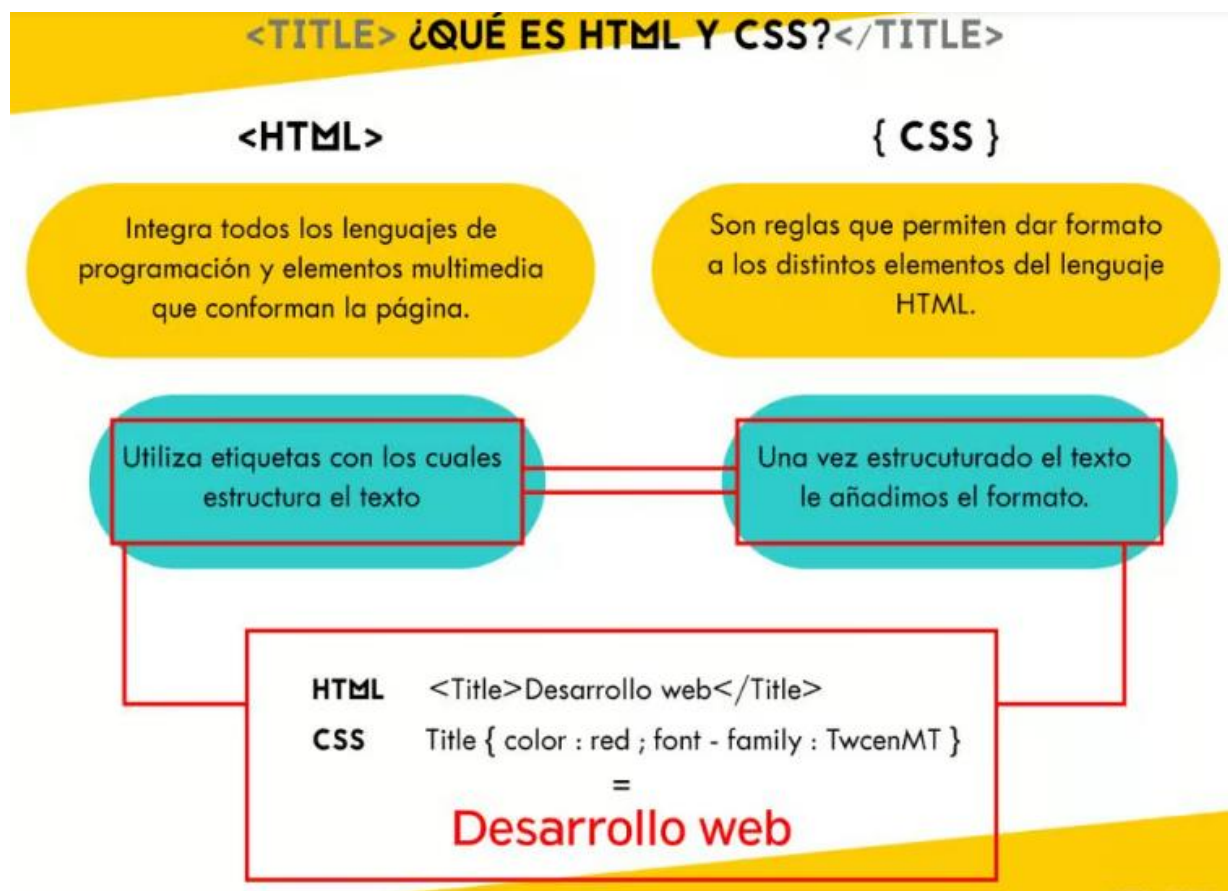 <TITLE> ¿QUÉ ES HTML Y CSS?</TITLE>
<HTML>
Integra todos los lenguajes de
programación y elementos multimedia
que conforman la página.
Utiliza etiquetas con los cuales
estructura el texto
{ CSS }
Son reglas que permiten dar formato
a los distintos elementos del lenguaje
HTML.
Una vez estrucuturado el texto
le añadimos el formato.
HTML <Title>Desarrollo web</Title>
CSS Title { color : red ; font - family : TwcenMT }
=
Desarrollo web